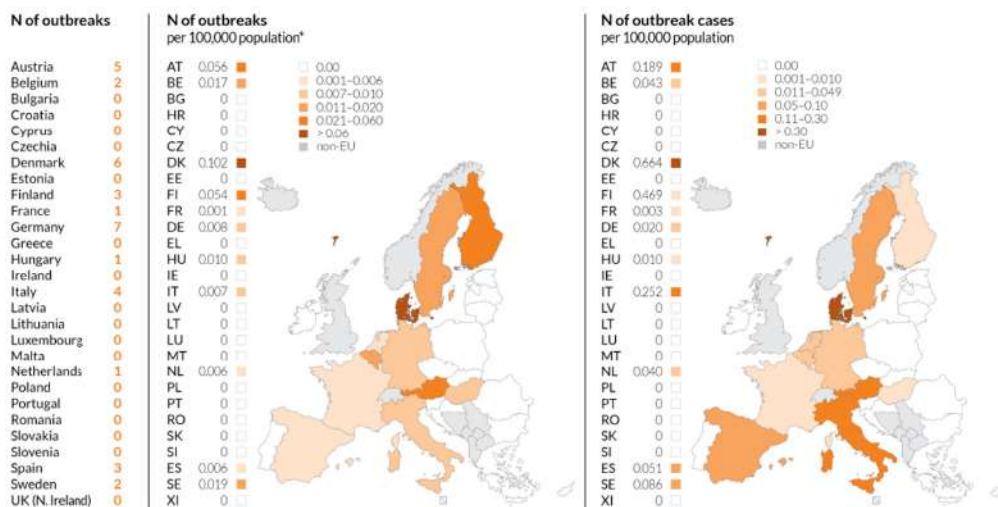 N of outbreaks
Austria 5
Belgium 2
Bulgaria 0
Croatia 0
Cyprus 0
Czechia 0
Denmark 6
Estonia 0
Finland 3
France 1
Germany 7
Greece 0
Hungary 1
Ireland 0
Italy 4
Latvia 0
Lithuania 0
Luxembourg 0
Malta 0
Netherlands 1
Poland 0
Portugal 0
Romania 0
Slovakia 0
Slovenia 0
Spain 3
Sweden 2
UK (N. Ireland) 0
N of outbreaks
per 100,000 population*
AT 0.056
BE 0.017
BG 0
HR 0
CY 0
CZ 0
DK 0.102
EE 0
FI 0.054
FR 0.001
DE 0.008
EL 0
HU 0.010
IE 0
IT 0.007
LV 0
LT 0
LU 0
MT 0
NL 0.006
PL 0
PT 0
RO 0
SK 0
SI 0
ES 0.006
SE 0.019
XI 0
0.00
0.001–0.006
0.007–0.010
0.011–0.020
0.021–0.060
> 0.06
non-EU
N of outbreak cases
per 100,000 population
AT 0.189
BE 0.043
BG 0
HR 0
CY 0
CZ 0
DK 0.664
EE 0
FI 0.469
FR 0.003
DE 0.020
EL 0
HU 0.010
IE 0
IT 0.252
LV 0
LT 0
LU 0
MT 0
NL 0.040
PL 0
PT 0
RO 0
SK 0
SI 0
ES 0.051
SE 0.086
XI 0
0.00
0.001–0.010
0.011–0.049
0.05–0.10
0.11–0.30
> 0.30
non-EU